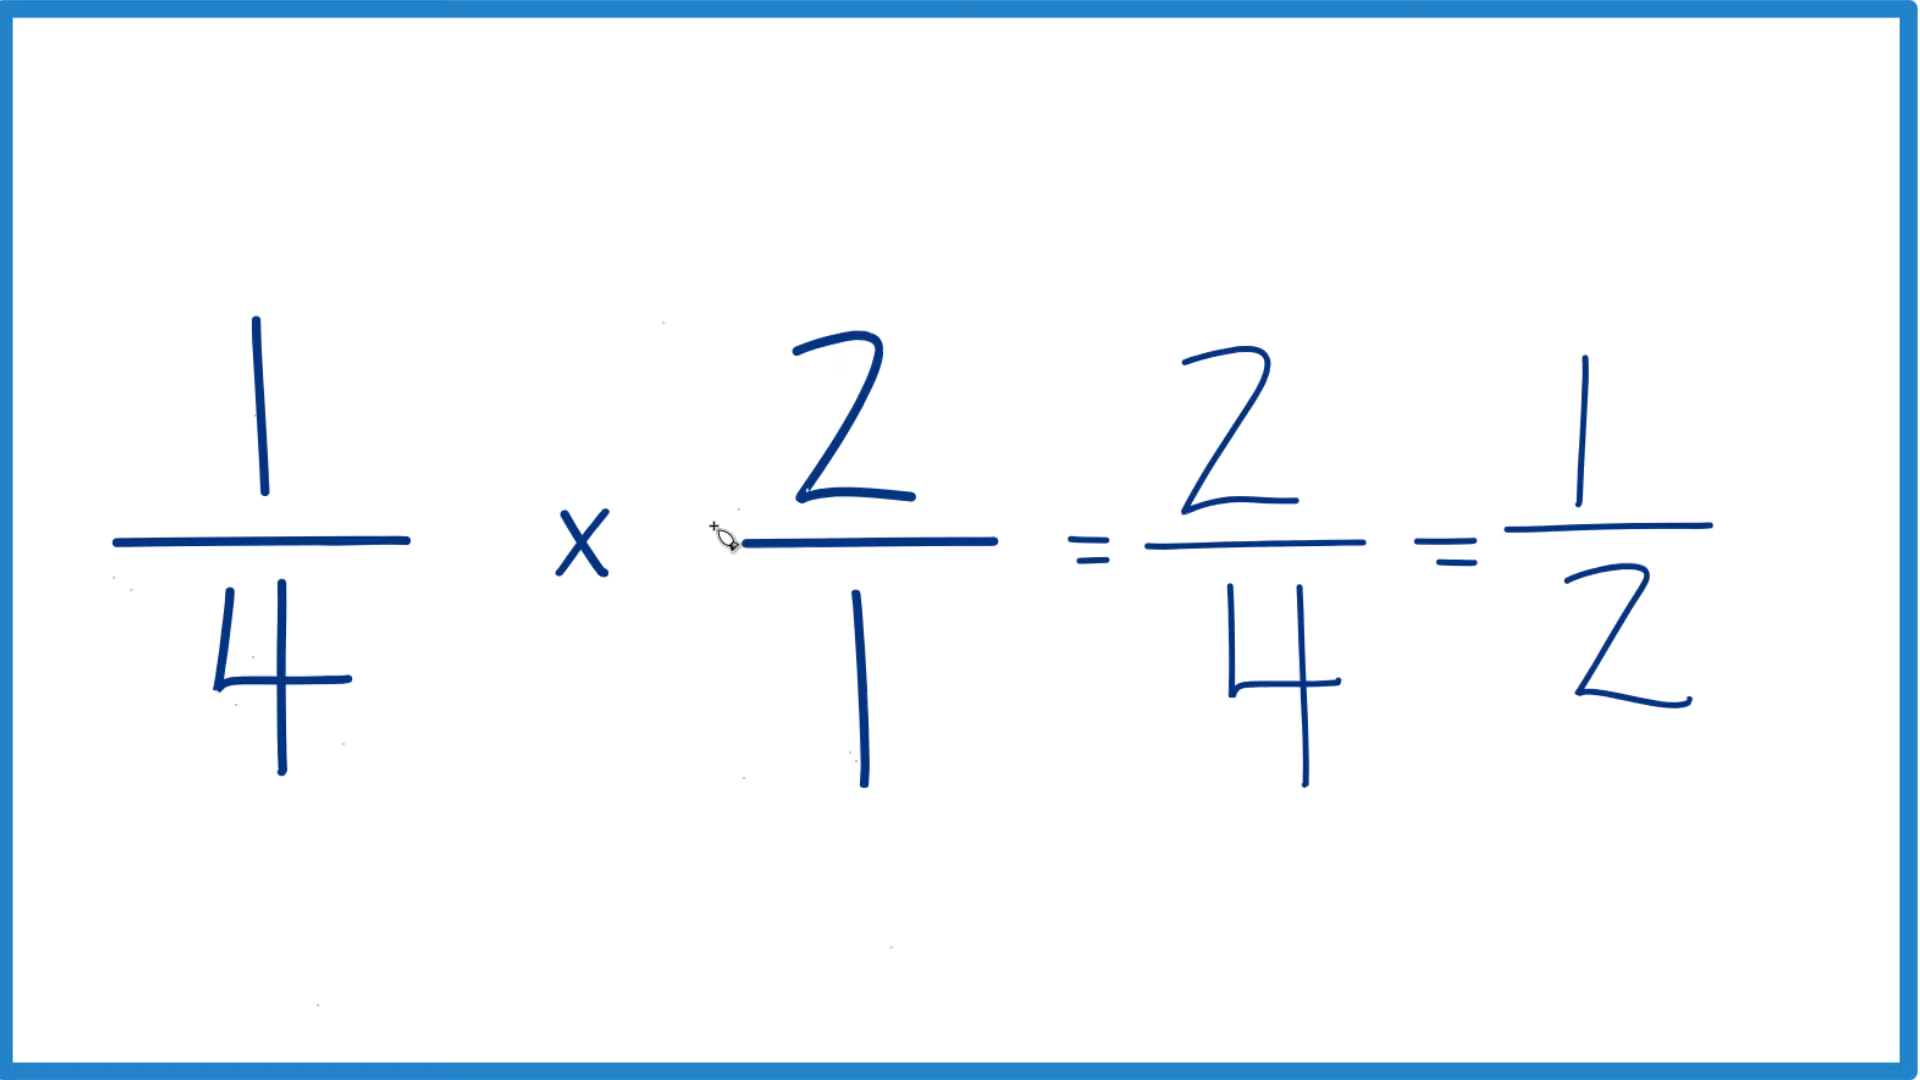 1/4 x 2/1 = 2/4 = 1/2